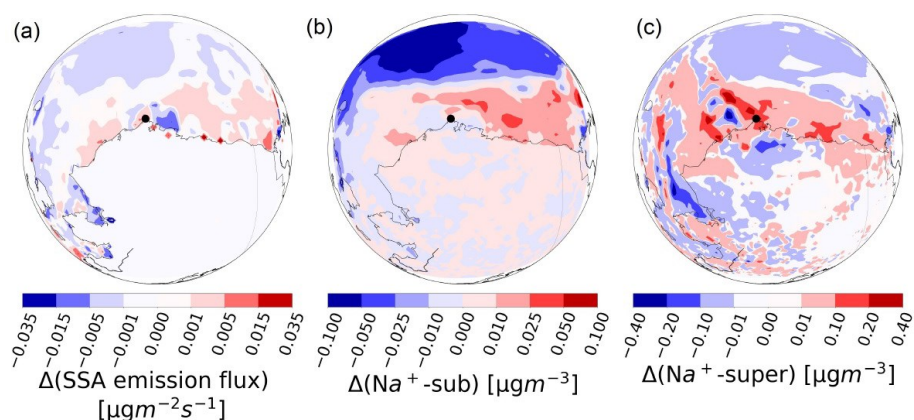 (a) (b) (c)
−0.035 −0.015 −0.005 −0.001 0.000 0.001 0.005 0.015 0.035
−0.100 −0.050 −0.025 −0.010 0.000 0.010 0.025 0.050 0.100
−0.40 −0.20 −0.10 −0.01 0.00 0.01 0.10 0.20 0.40
Δ(SSA emission flux)
[μgm⁻²s⁻¹]
Δ(Na⁺-sub) [μgm⁻³]
Δ(Na⁺-super) [μgm⁻³]